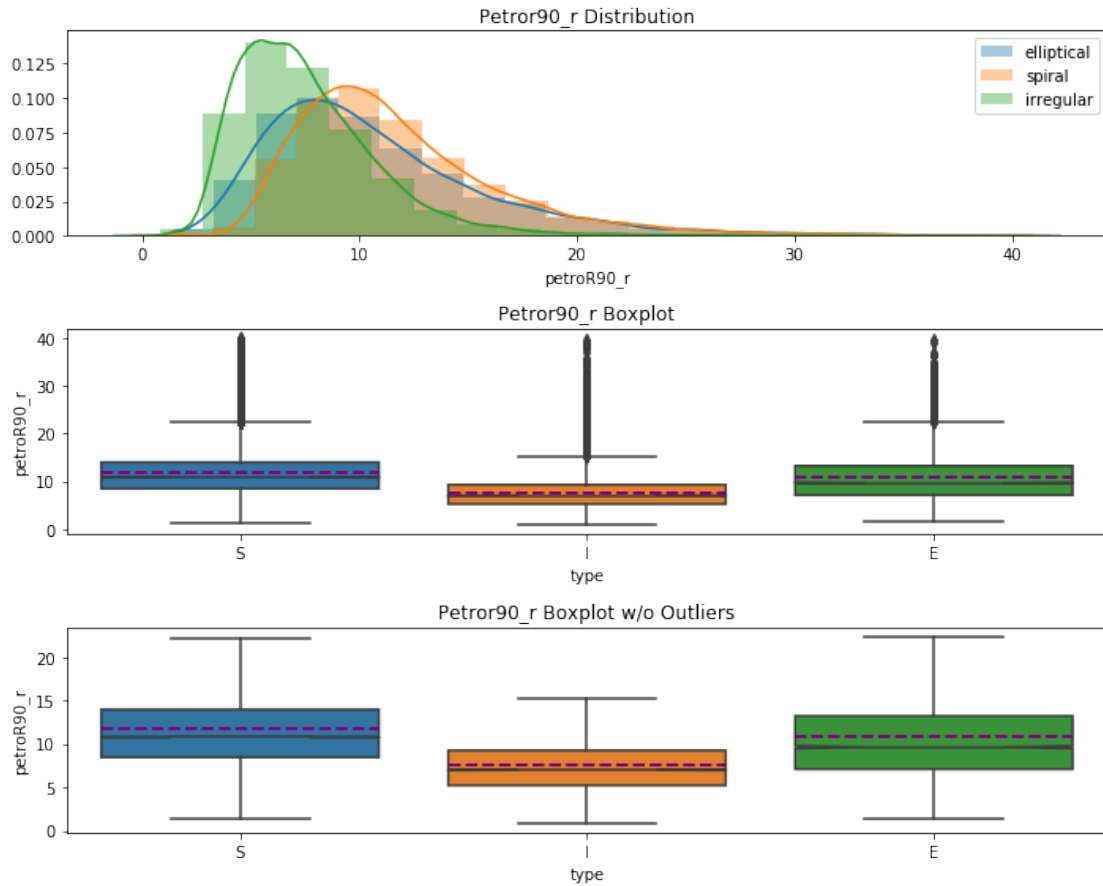 Petror90_r Distribution
elliptical
spiral
irregular
0.125
0.100
0.075
0.050
0.025
0.000
0 10 20 30 40
petroR90_r
Petror90_r Boxplot
petroR90_r
40
30
20
10
0
S I E
type
Petror90_r Boxplot w/o Outliers
petroR90_r
20
15
10
5
0
S I E
type